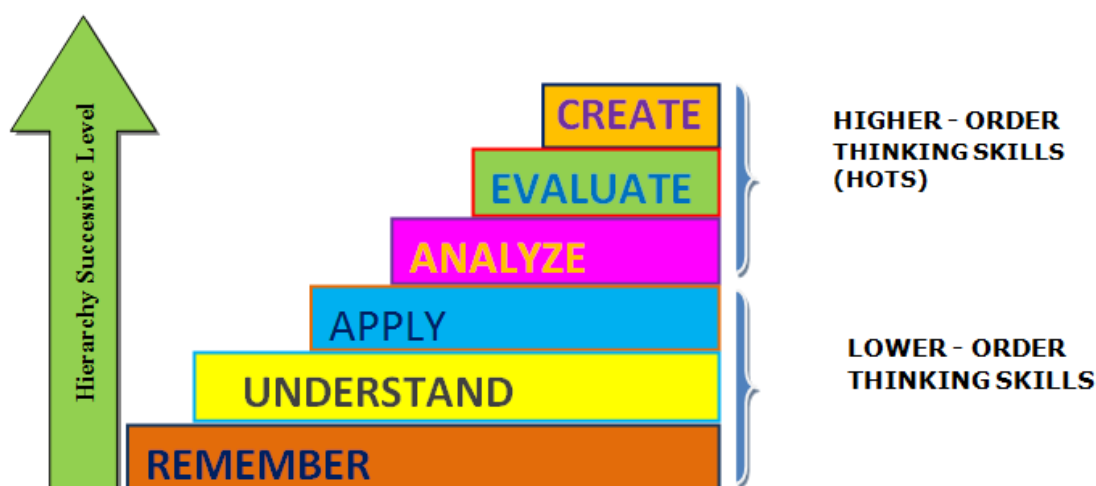 Hierarchy Successive Level
CREATE
EVALUATE
ANALYZE
APPLY
UNDERSTAND
REMEMBER
HIGHER - ORDER
THINKING SKILLS
(HOTS)
LOWER - ORDER
THINKING SKILLS